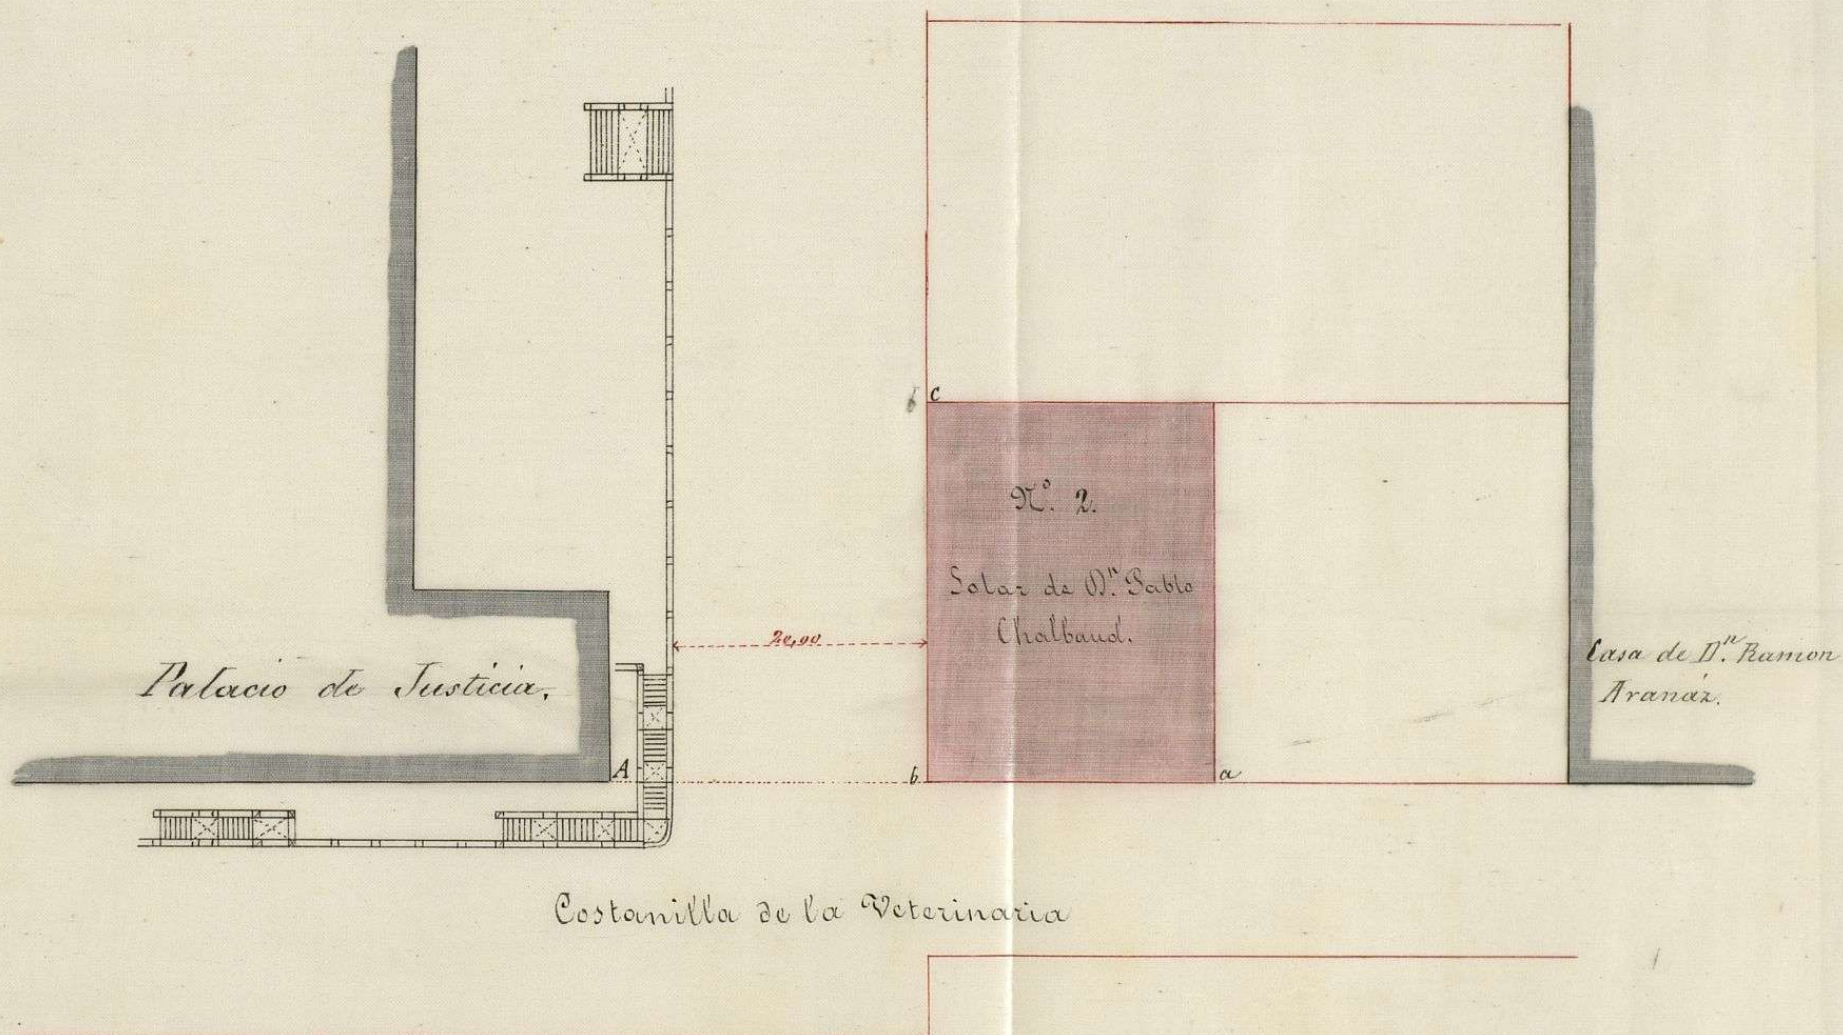 c
Nº. 2.
Solar de Dⁿ. Pablo
Chalbaud.
20,00
Palacio de Justicia.
Casa de Dⁿ. Ramon
Aranáz.
A
b
a
Costanilla de la Veterinaria